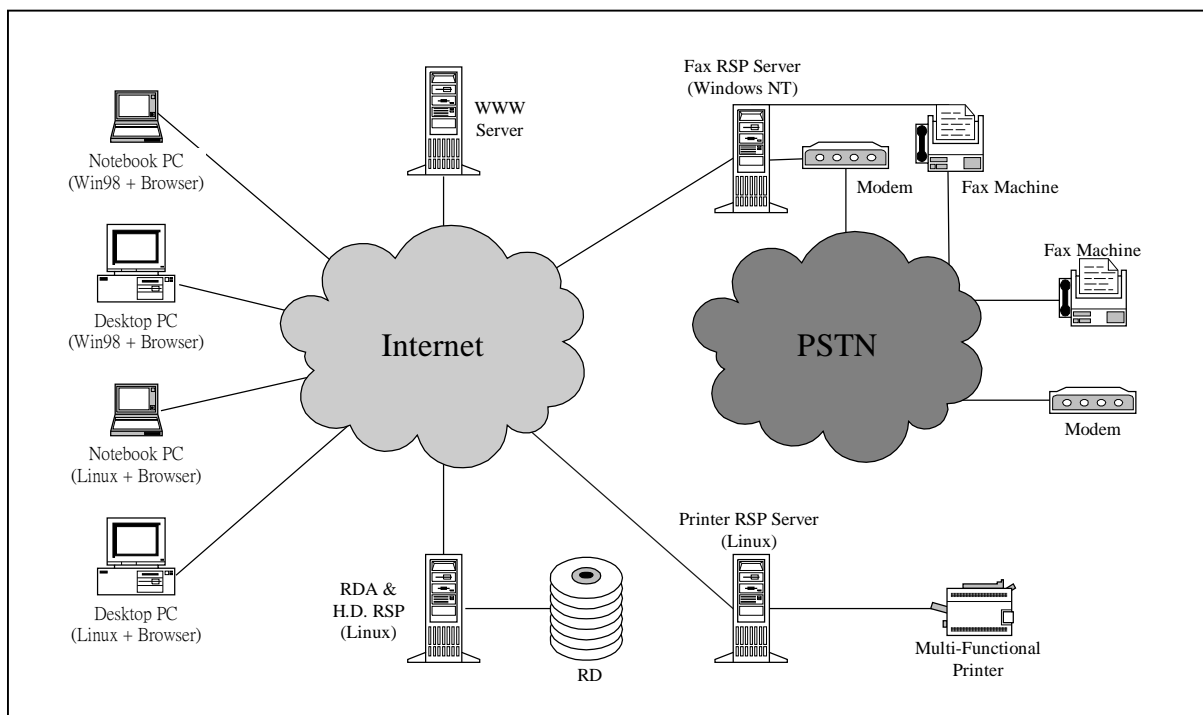 Notebook PC
(Win98 + Browser)
Desktop PC
(Win98 + Browser)
Notebook PC
(Linux + Browser)
Desktop PC
(Linux + Browser)
WWW
Server
Internet
RDA &
H.D. RSP
(Linux)
RD
Fax RSP Server
(Windows NT)
Modem
Fax Machine
PSTN
Fax Machine
Modem
Printer RSP Server
(Linux)
Multi-Functional
Printer